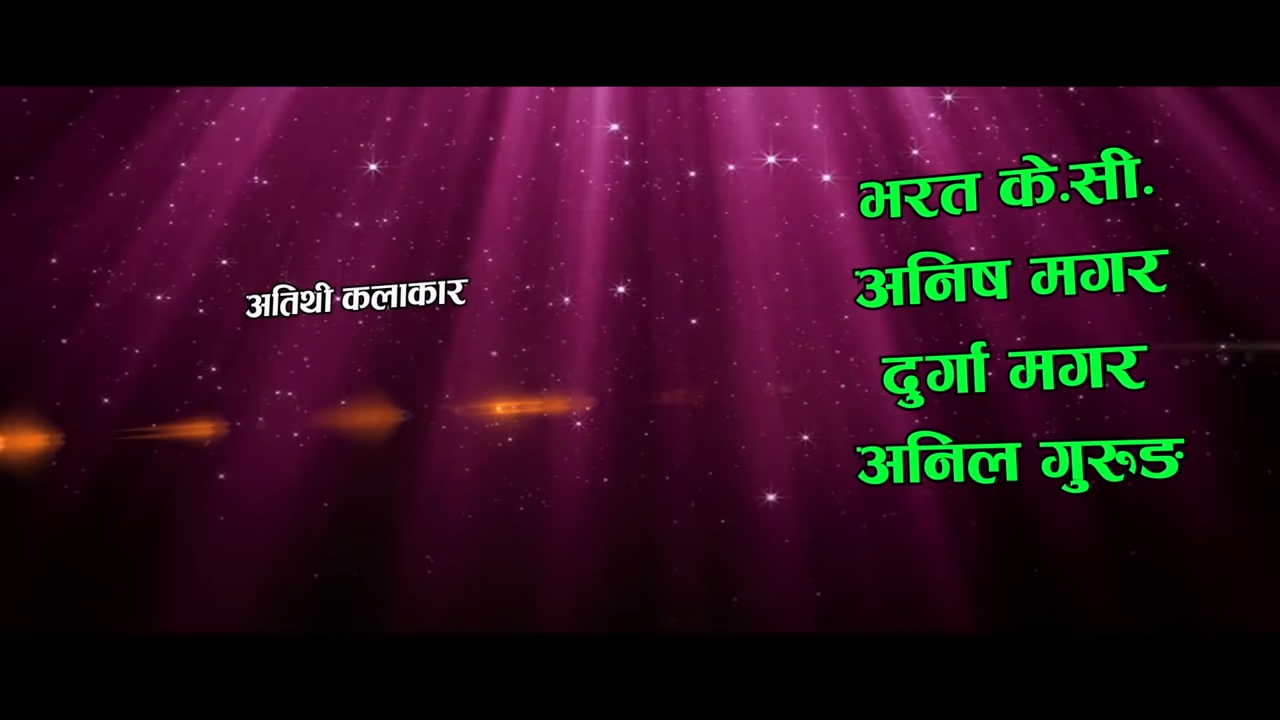 अतिथी कलाकार
भरत के.सी.
अनिष मगर
दुर्गा मगर
अनिल गुरूङ